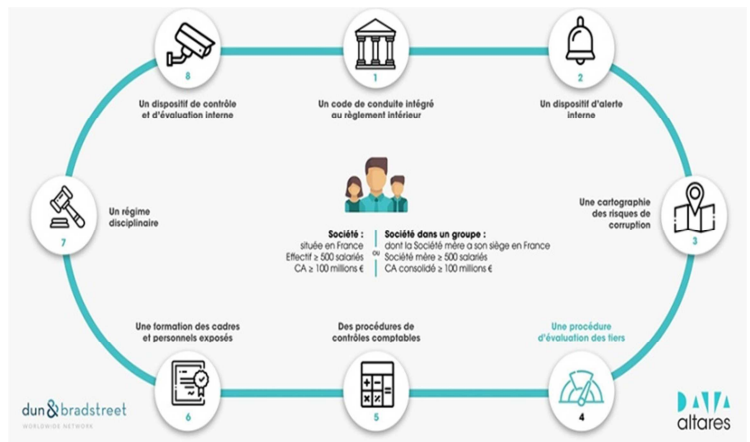 8
1
2
Un dispositif de contrôle
et d'évaluation interne
Un code de conduite intégré
au règlement intérieur
Un dispositif d'alerte
interne
7
Un régime
disciplinaire
Une cartographie
des risques de
corruption
3
Société :
située en France
Effectif ≥ 500 salariés
CA ≥ 100 millions €
ou
Société dans un groupe :
dont la Société mère a son siège en France
Société mère ≥ 500 salariés
CA consolidé ≥ 100 millions €
Une formation des cadres
et personnels exposés
Des procédures de
contrôles comptables
Une procédure
d'évaluation des tiers
6
5
4
dun & bradstreet
WORLDWIDE NETWORK
DATA
altares